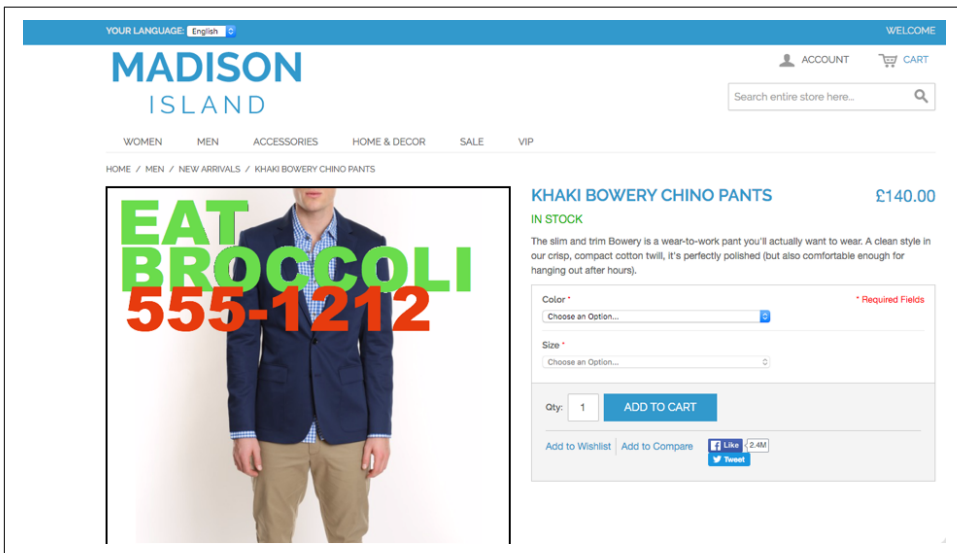 YOUR LANGUAGE: English
WELCOME
MADISON
ISLAND
ACCOUNT
CART
Search entire store here...
WOMEN MEN ACCESSORIES HOME & DECOR SALE VIP
HOME / MEN / NEW ARRIVALS / KHAKI BOWERY CHINO PANTS
EAT
BROCCOLI
555-1212
KHAKI BOWERY CHINO PANTS £140.00
IN STOCK
The slim and trim Bowery is a wear-to-work pant you'll actually want to wear. A clean style in
our crisp, compact cotton twill, it's perfectly polished (but also comfortable enough for
hanging out after hours).
Color * * Required Fields
Choose an Option...
Size *
Choose an Option...
Qty: 1 ADD TO CART
Add to Wishlist Add to Compare Like 2.4M
Tweet